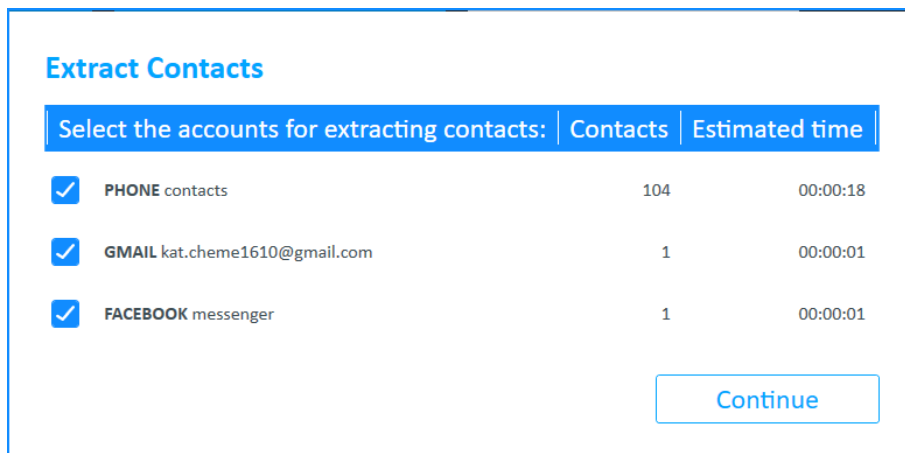 Extract Contacts
Select the accounts for extracting contacts: Contacts Estimated time
PHONE contacts 104 00:00:18
GMAIL kat.cheme1610@gmail.com 1 00:00:01
FACEBOOK messenger 1 00:00:01
Continue